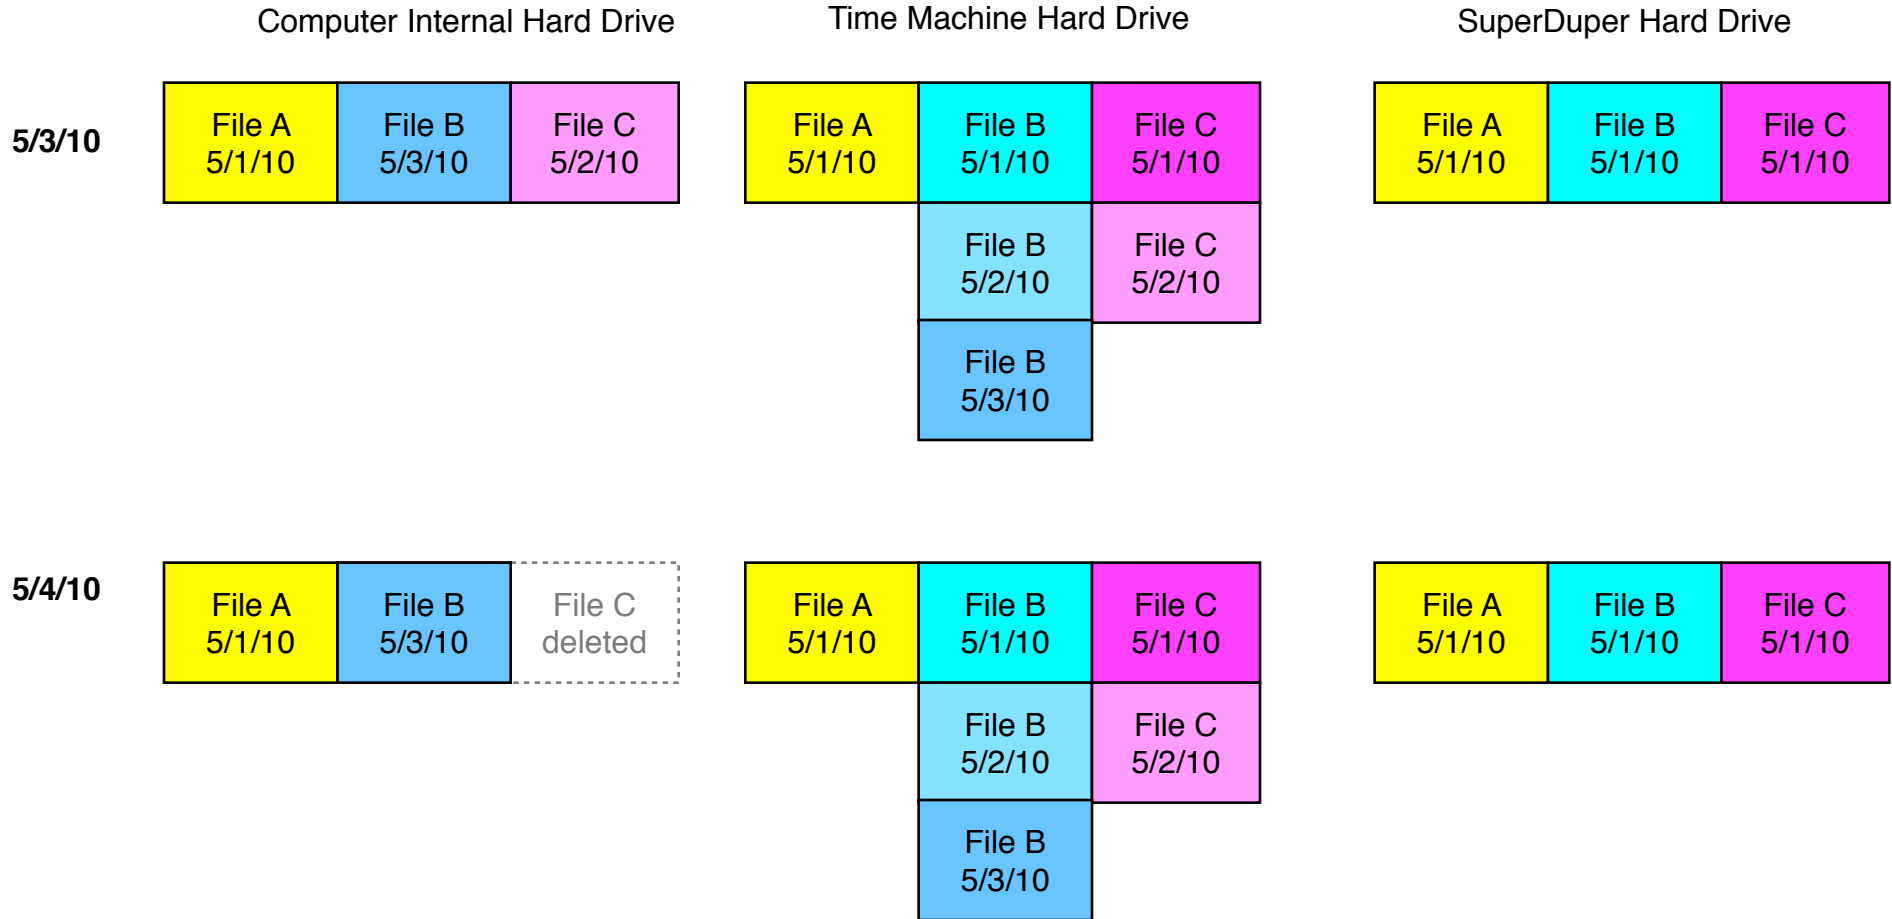 Computer Internal Hard Drive
Time Machine Hard Drive
SuperDuper Hard Drive
5/3/10
File A
5/1/10
File B
5/3/10
File C
5/2/10
File A
5/1/10
File B
5/1/10
File C
5/1/10
File B
5/2/10
File C
5/2/10
File B
5/3/10
File A
5/1/10
File B
5/1/10
File C
5/1/10
5/4/10
File A
5/1/10
File B
5/3/10
File C
deleted
File A
5/1/10
File B
5/1/10
File C
5/1/10
File B
5/2/10
File C
5/2/10
File B
5/3/10
File A
5/1/10
File B
5/1/10
File C
5/1/10